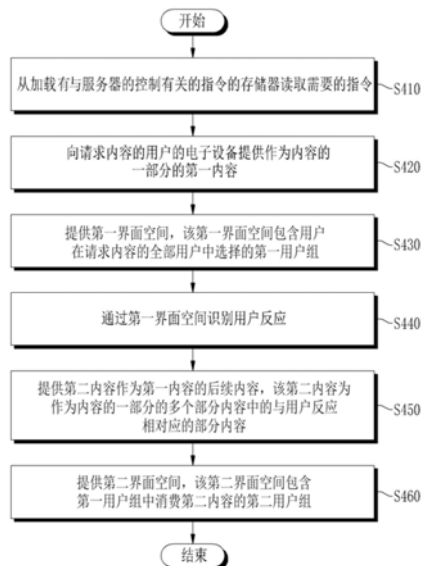 开始
从加载有与服务器的控制有关的指令的存储器读取需要的指令
S410
向请求内容的用户的电子设备提供作为内容的
一部分的第一内容
S420
提供第一界面空间，该第一界面空间包含用户
在请求内容的全部用户中选择的第一用户组
S430
通过第一界面空间识别用户反应
S440
提供第二内容作为第一内容的后续内容，该第二内容为
作为内容的一部分的多个部分内容中的与用户反应
相对应的部分内容
S450
提供第二界面空间，该第二界面空间包含
第一用户组中消费第二内容的第二用户组
S460
结束